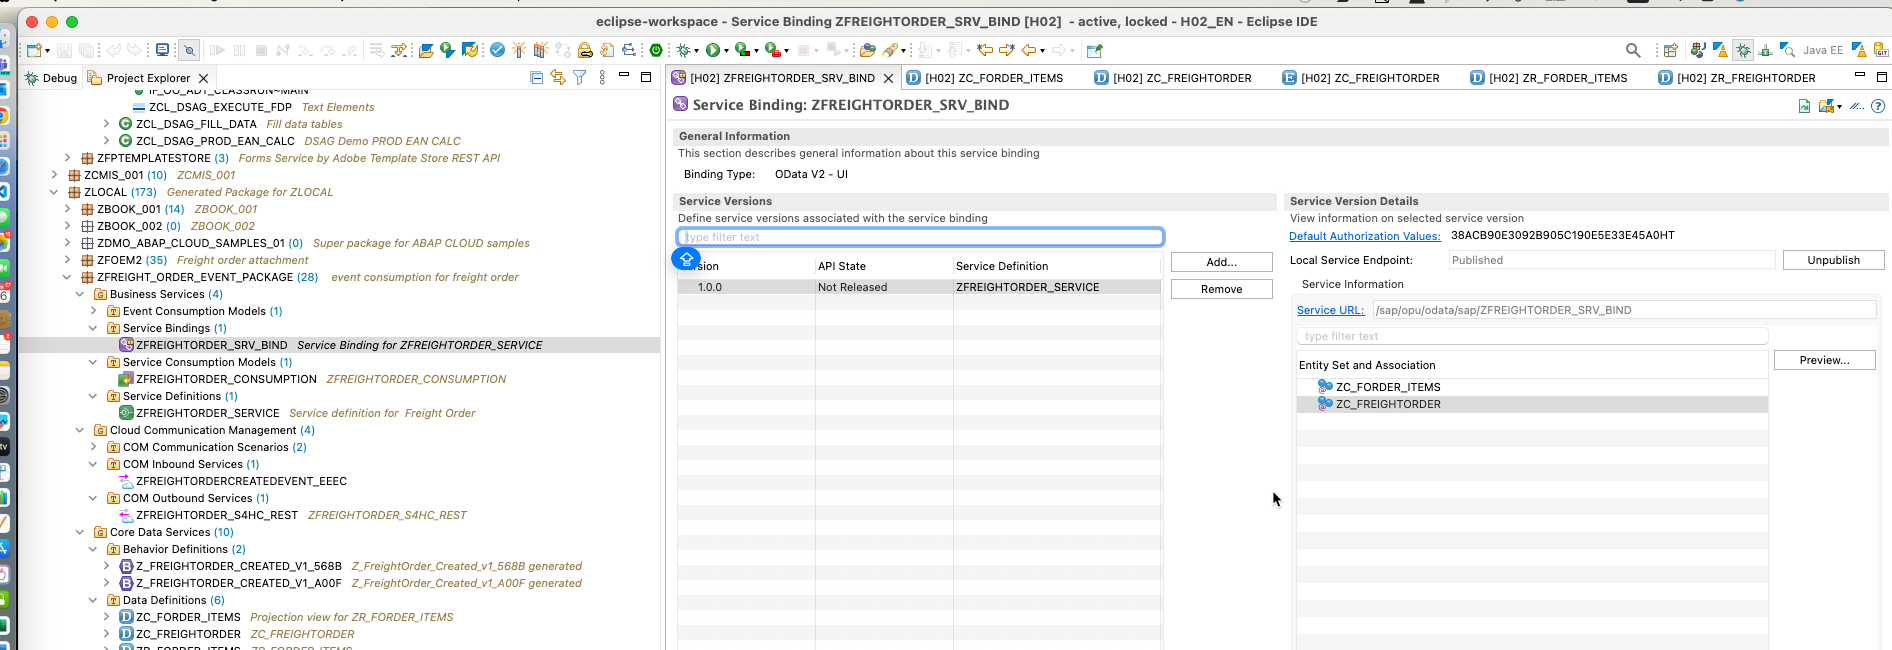 eclipse-workspace - Service Binding ZFREIGHTORDER_SRV_BIND [H02]  - active, locked - H02_EN - Eclipse IDE
Java EE
Debug
Project Explorer
[H02] ZFREIGHTORDER_SRV_BIND
[H02] ZC_FORDER_ITEMS
[H02] ZC_FREIGHTORDER
[H02] ZC_FREIGHTORDER
[H02] ZR_FORDER_ITEMS
[H02] ZR_FREIGHTORDER
IF_OO_ADT_CLASSRUN~MAIN
ZCL_DSAG_EXECUTE_FDP Text Elements
ZCL_DSAG_FILL_DATA Fill data tables
ZCL_DSAG_PROD_EAN_CALC DSAG Demo PROD EAN CALC
ZFPTEMPLATESTORE (3) Forms Service by Adobe Template Store REST API
ZCMIS_001 (10) ZCMIS_001
ZLOCAL (173) Generated Package for ZLOCAL
ZBOOK_001 (14) ZBOOK_001
ZBOOK_002 (0) ZBOOK_002
ZDMO_ABAP_CLOUD_SAMPLES_01 (0) Super package for ABAP CLOUD samples
ZFOEM2 (35) Freight order attachment
ZFREIGHT_ORDER_EVENT_PACKAGE (28) event consumption for freight order
Business Services (4)
Event Consumption Models (1)
Service Bindings (1)
ZFREIGHTORDER_SRV_BIND Service Binding for ZFREIGHTORDER_SERVICE
Service Consumption Models (1)
ZFREIGHTORDER_CONSUMPTION ZFREIGHTORDER_CONSUMPTION
Service Definitions (1)
ZFREIGHTORDER_SERVICE Service definition for  Freight Order
Cloud Communication Management (4)
COM Communication Scenarios (2)
COM Inbound Services (1)
ZFREIGHTORDERCREATEDEVENT_EEEC
COM Outbound Services (1)
ZFREIGHTORDER_S4HC_REST ZFREIGHTORDER_S4HC_REST
Core Data Services (10)
Behavior Definitions (2)
Z_FREIGHTORDER_CREATED_V1_568B Z_FreightOrder_Created_v1_568B generated
Z_FREIGHTORDER_CREATED_V1_A00F Z_FreightOrder_Created_v1_A00F generated
Data Definitions (6)
ZC_FORDER_ITEMS Projection view for ZR_FORDER_ITEMS
ZC_FREIGHTORDER ZC_FREIGHTORDER
ZR_FORDER_ITEMS ZR_FORDER_ITEMS
Service Binding: ZFREIGHTORDER_SRV_BIND
General Information
This section describes general information about this service binding
Binding Type: OData V2 - UI
Service Versions
Define service versions associated with the service binding
type filter text
rsion API State Service Definition
1.0.0 Not Released ZFREIGHTORDER_SERVICE
Add...
Remove
Service Version Details
View information on selected service version
Default Authorization Values: 38ACB90E3092B905C190E5E33E45A0HT
Local Service Endpoint: Published Unpublish
Service Information
Service URL: /sap/opu/odata/sap/ZFREIGHTORDER_SRV_BIND
type filter text
Entity Set and Association
Preview...
ZC_FORDER_ITEMS
ZC_FREIGHTORDER